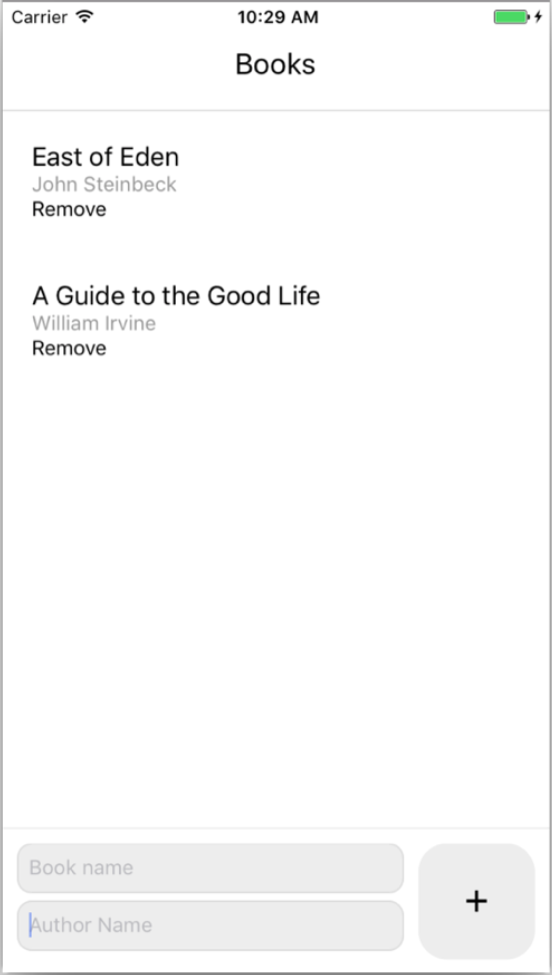 Carrier 10:29 AM
Books
East of Eden
John Steinbeck
Remove
A Guide to the Good Life
William Irvine
Remove
Book name
Author Name
+